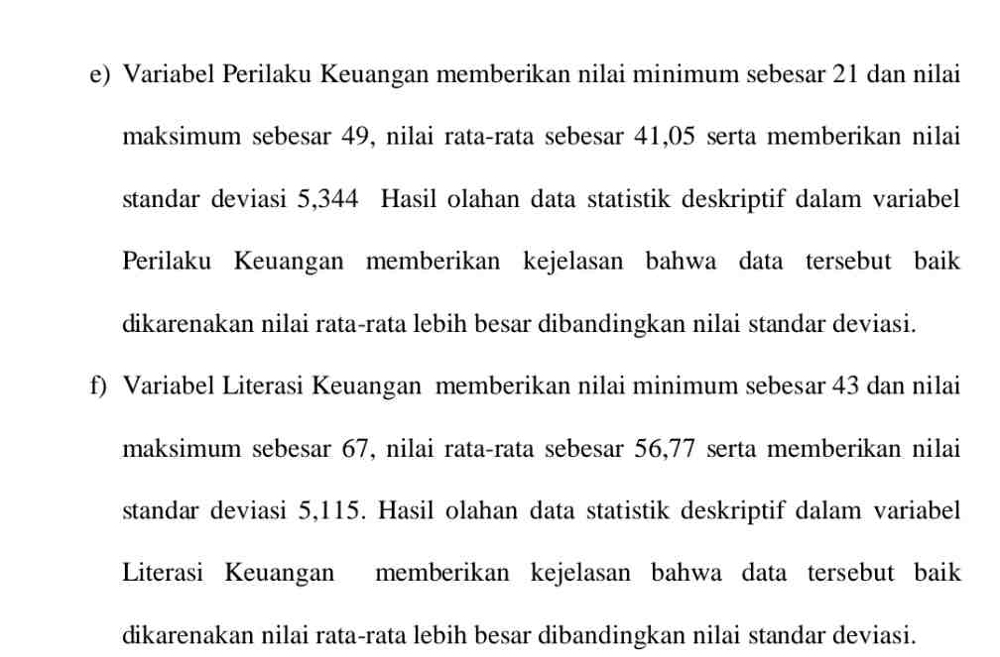 e) Variabel Perilaku Keuangan memberikan nilai minimum sebesar 21 dan nilai
maksimum sebesar 49, nilai rata-rata sebesar 41,05 serta memberikan nilai
standar deviasi 5,344 Hasil olahan data statistik deskriptif dalam variabel
Perilaku Keuangan memberikan kejelasan bahwa data tersebut baik
dikarenakan nilai rata-rata lebih besar dibandingkan nilai standar deviasi.
f) Variabel Literasi Keuangan memberikan nilai minimum sebesar 43 dan nilai
maksimum sebesar 67, nilai rata-rata sebesar 56,77 serta memberikan nilai
standar deviasi 5,115. Hasil olahan data statistik deskriptif dalam variabel
Literasi Keuangan memberikan kejelasan bahwa data tersebut baik
dikarenakan nilai rata-rata lebih besar dibandingkan nilai standar deviasi.